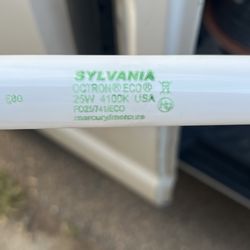 SYLVANIA
OCTRON® ECO®
25W 4100K USA
FO25/741/ECO